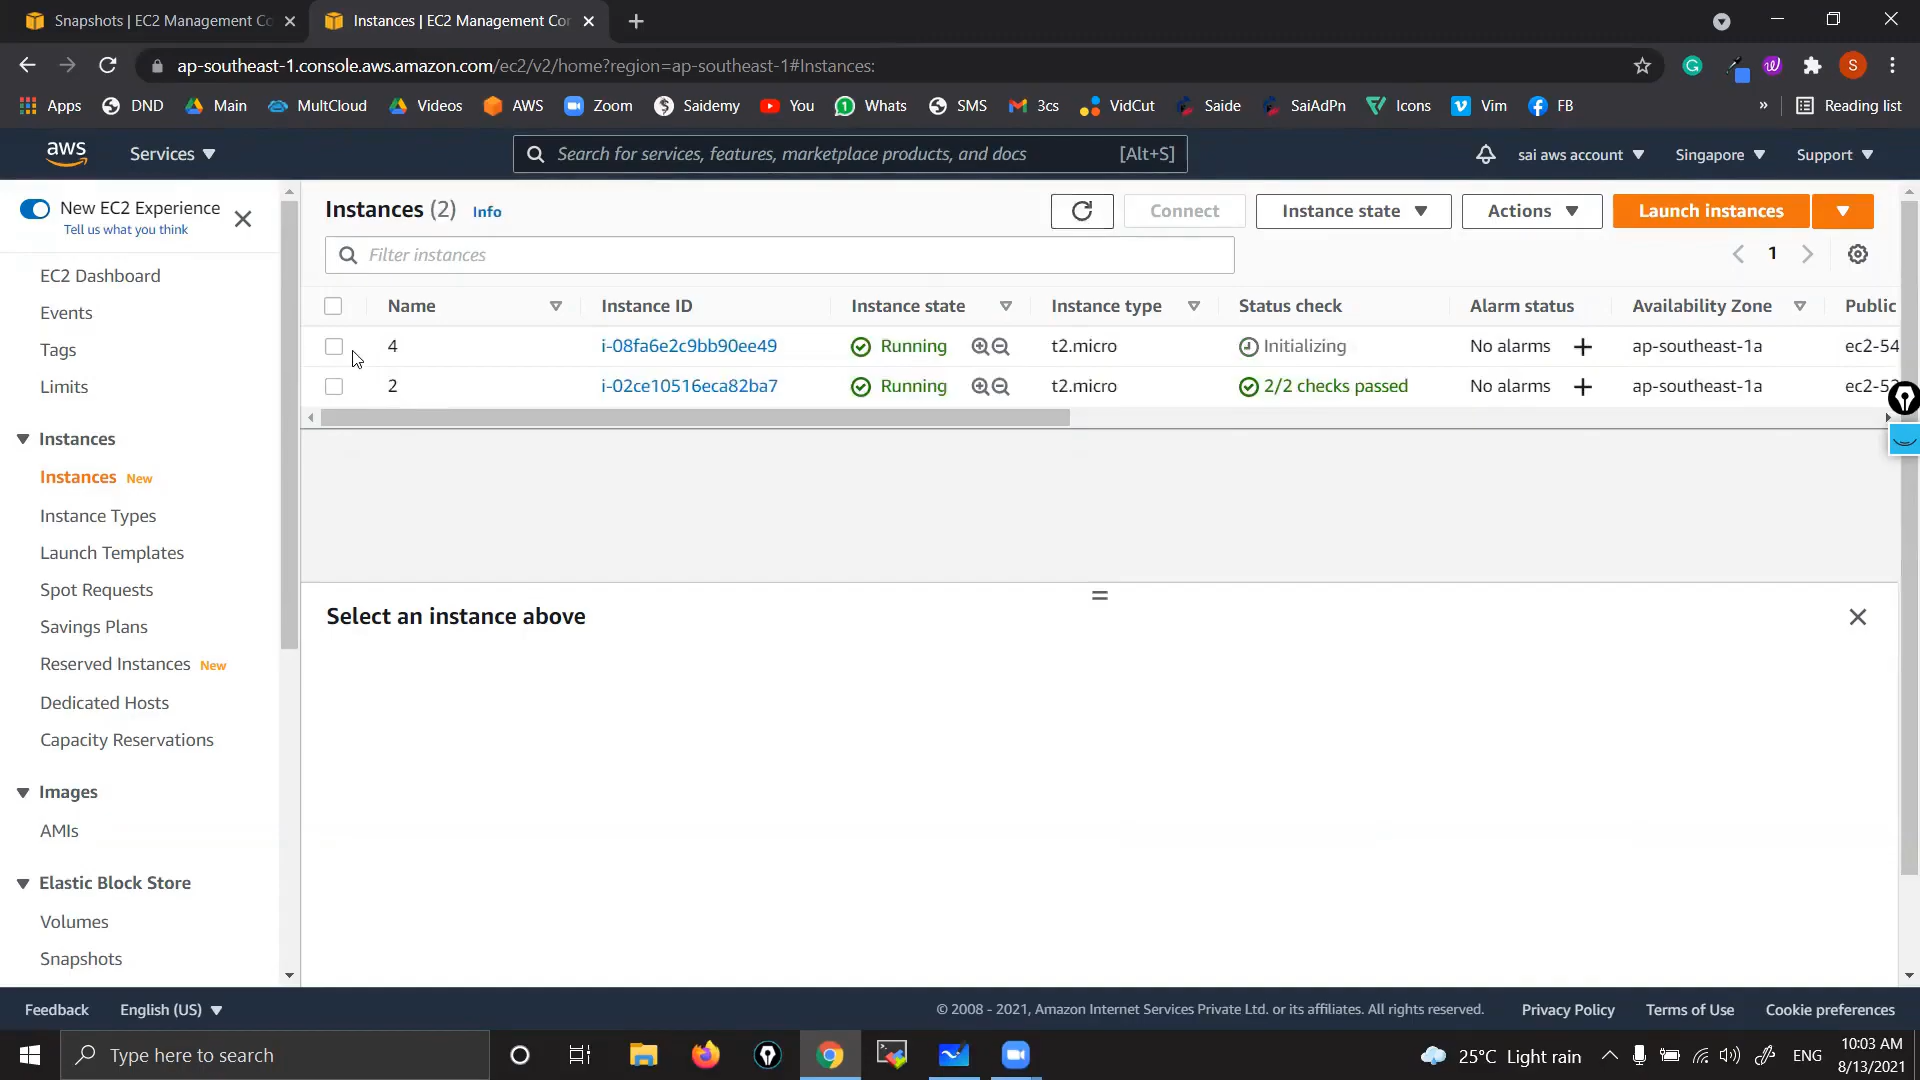 Snapshots | EC2 Management Co
Instances | EC2 Management Con
ap-southeast-1.console.aws.amazon.com/ec2/v2/home?region=ap-southeast-1#Instances:
S
Apps DND Main MultCloud Videos AWS Zoom Saidemy You Whats SMS 3cs VidCut Saide SaiAdPn Icons Vim FB » Reading list
aws Services Search for services, features, marketplace products, and docs [Alt+S] sai aws account Singapore Support
New EC2 Experience
Tell us what you think
EC2 Dashboard
Events
Tags
Limits
Instances
Instances New
Instance Types
Launch Templates
Spot Requests
Savings Plans
Reserved Instances New
Dedicated Hosts
Capacity Reservations
Images
AMIs
Elastic Block Store
Volumes
Snapshots
Instances (2) Info Connect Instance state Actions Launch instances
Filter instances 1
Name Instance ID Instance state Instance type Status check Alarm status Availability Zone Public
4 i-08fa6e2c9bb90ee49 Running t2.micro Initializing No alarms + ap-southeast-1a ec2-54
2 i-02ce10516eca82ba7 Running t2.micro 2/2 checks passed No alarms + ap-southeast-1a ec2-52
Select an instance above
Feedback English (US) © 2008 - 2021, Amazon Internet Services Private Ltd. or its affiliates. All rights reserved. Privacy Policy Terms of Use Cookie preferences
Type here to search 25°C Light rain ENG 10:03 AM
8/13/2021